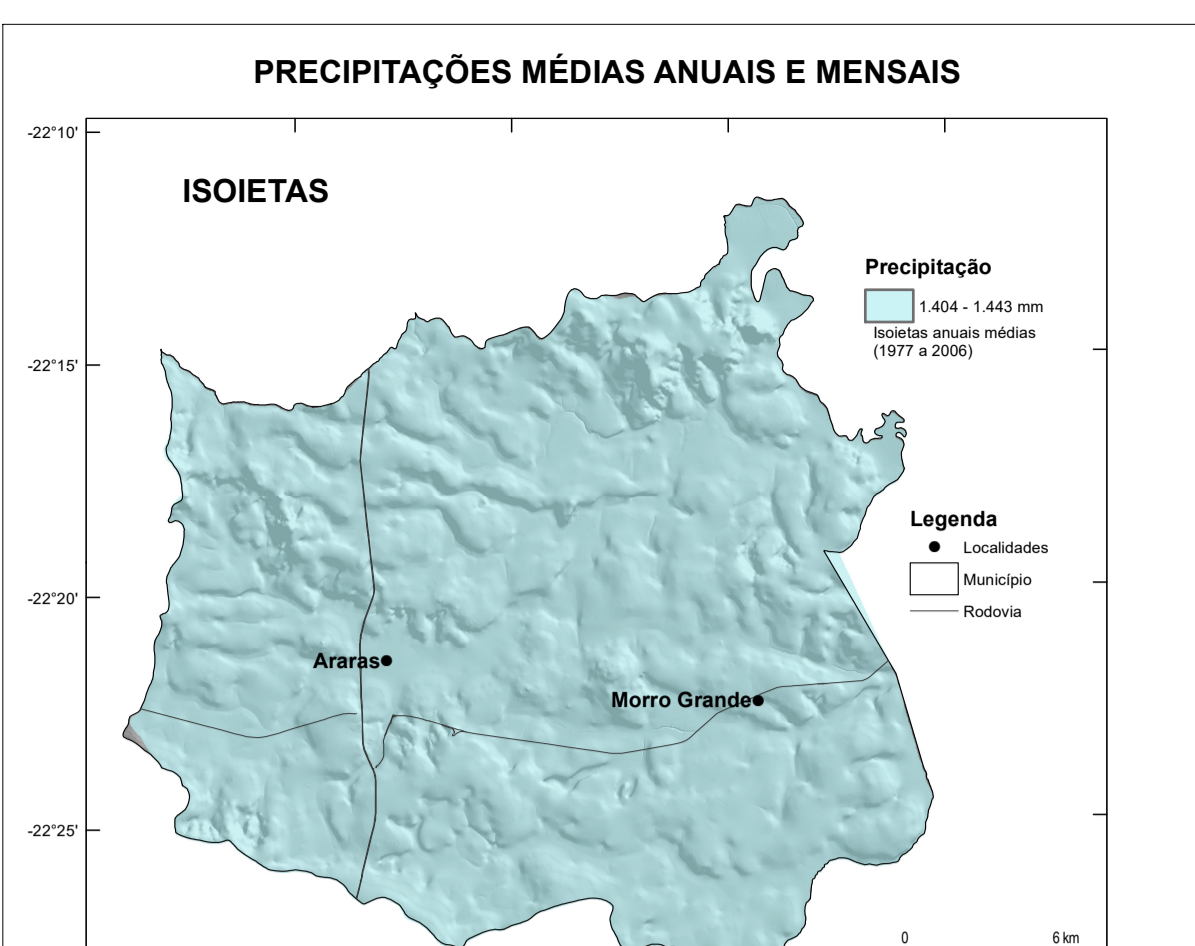 PRECIPITAÇÕES MÉDIAS ANUAIS E MENSAIS
-22°10'
ISOIETAS
Precipitação
1.404 - 1.443 mm
Isoietas anuais médias
(1977 a 2006)
-22°15'
Legenda
Localidades
Município
Rodovia
-22°20'
Araras
Morro Grande
-22°25'
0 6 km